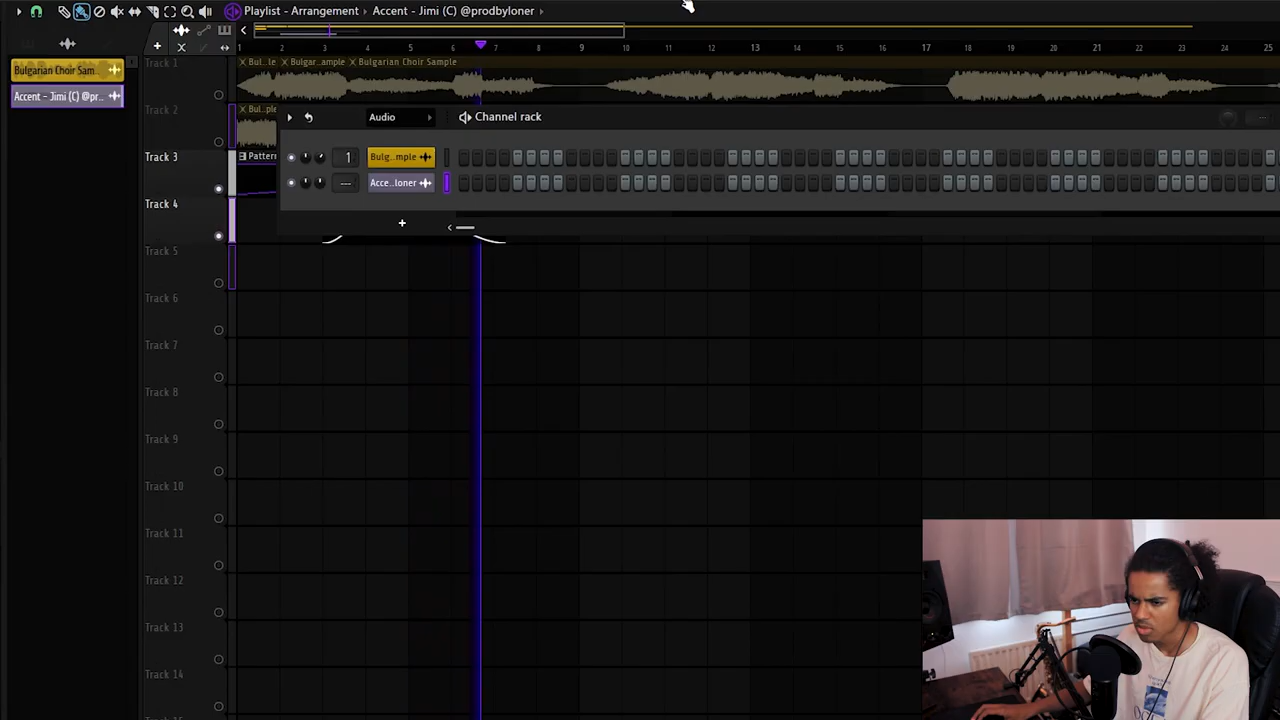 Playlist - Arrangement › Accent - Jimi (C) @prodbyloner ›
1 2 3 4 5 6 7 8 9 10 11 12 13 14 15 16 17 18 19 20 21 22 23 24 25
Bulgarian Choir Sam..
Accent - Jimi (C) @pr..
Track 1
Bul..le Bulgar..ample Bulgarian Choir Sample
Track 2
Bul..ple
Audio
Channel rack
Track 3
Pattern
1
Bulg..mple
---
Acce..loner
Track 4
Track 5
Track 6
Track 7
Track 8
Track 9
Track 10
Track 11
Track 12
Track 13
Track 14